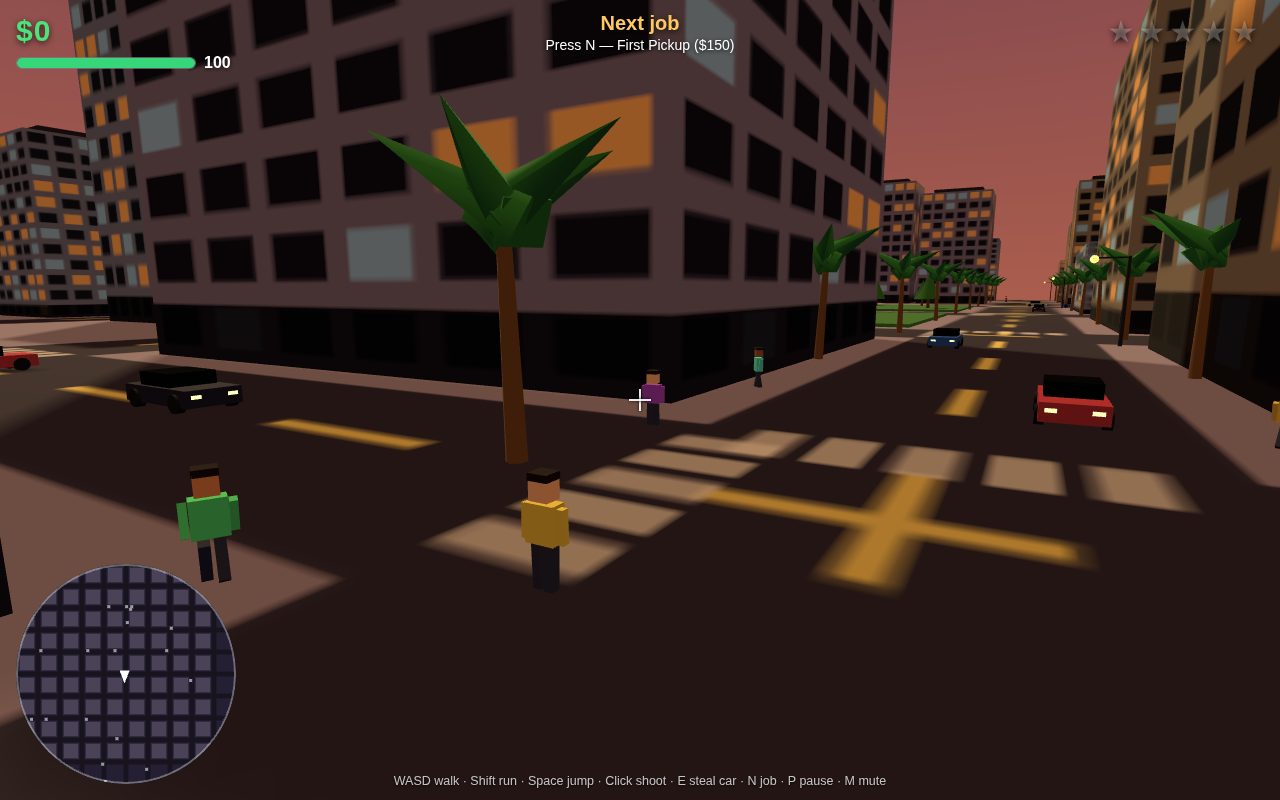 $0
100
Next job
Press N — First Pickup ($150)
WASD walk · Shift run · Space jump · Click shoot · E steal car · N job · P pause · M mute